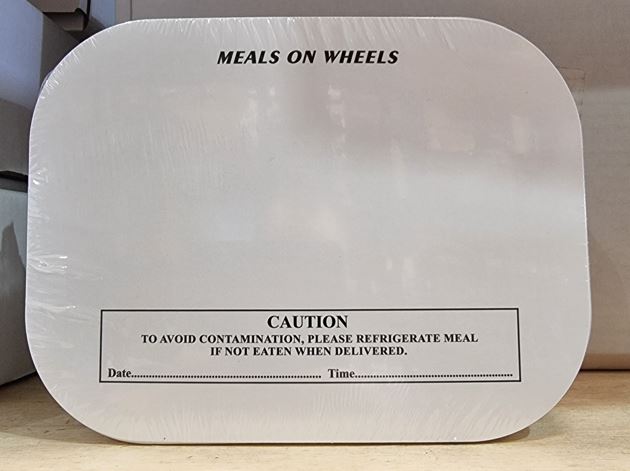 MEALS ON WHEELS
CAUTION
TO AVOID CONTAMINATION, PLEASE REFRIGERATE MEAL
IF NOT EATEN WHEN DELIVERED.
Date.......................................................... Time..........................................................